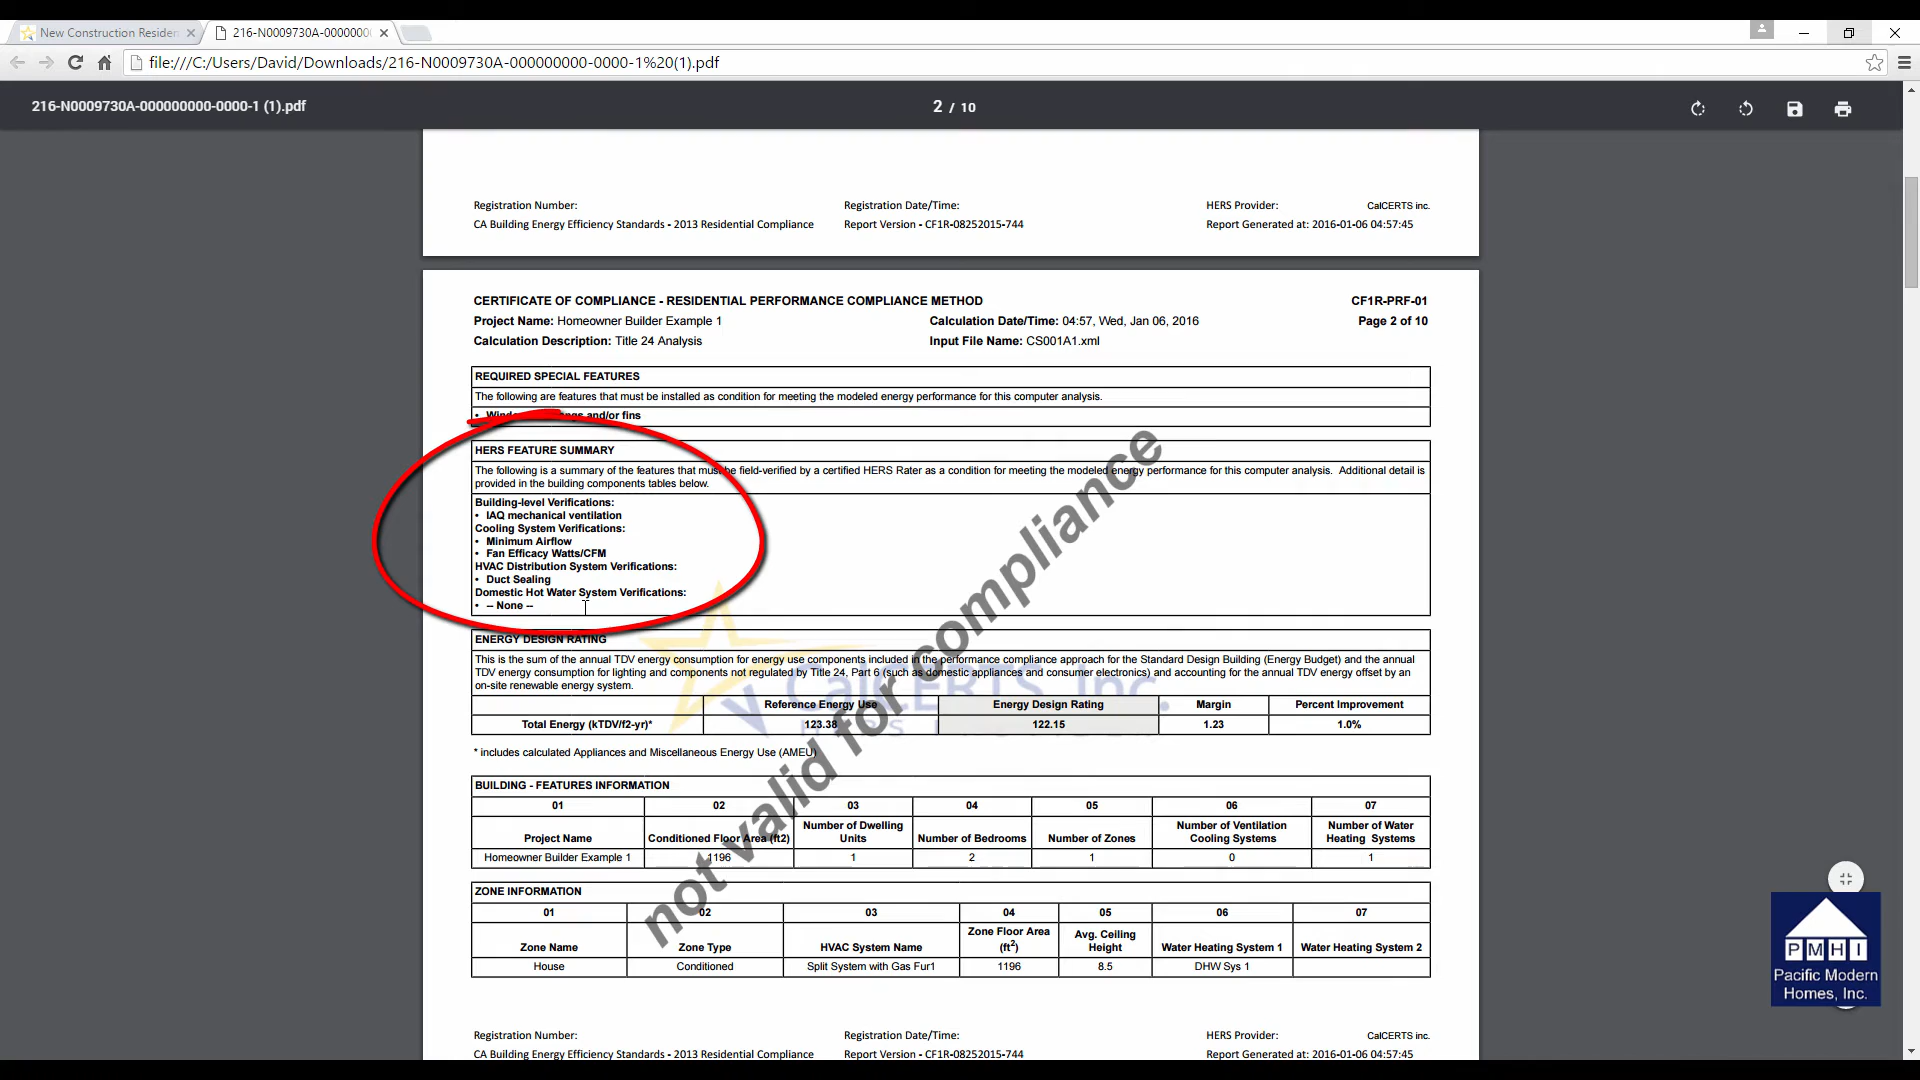 New Construction Residen
216-N0009730A-000000
file:///C:/Users/David/Downloads/216-N0009730A-000000000-0000-1%20(1).pdf
216-N0009730A-000000000-0000-1 (1).pdf
2 / 10
Registration Number: Registration Date/Time: HERS Provider: CalCERTS inc.
CA Building Energy Efficiency Standards - 2013 Residential Compliance Report Version - CF1R-08252015-744 Report Generated at: 2016-01-06 04:57:45
CERTIFICATE OF COMPLIANCE - RESIDENTIAL PERFORMANCE COMPLIANCE METHOD CF1R-PRF-01
Project Name: Homeowner Builder Example 1 Calculation Date/Time: 04:57, Wed, Jan 06, 2016 Page 2 of 10
Calculation Description: Title 24 Analysis Input File Name: CS001A1.xml
REQUIRED SPECIAL FEATURES
The following are features that must be installed as condition for meeting the modeled energy performance for this computer analysis.
• and/or fins
HERS FEATURE SUMMARY
The following is a summary of the features that must be field-verified by a certified HERS Rater as a condition for meeting the modeled energy performance for this computer analysis. Additional detail is
provided in the building components tables below.
Building-level Verifications:
• IAQ mechanical ventilation
Cooling System Verifications:
• Minimum Airflow
• Fan Efficacy Watts/CFM
HVAC Distribution System Verifications:
• Duct Sealing
Domestic Hot Water System Verifications:
• -- None --
ENERGY DESIGN RATING
This is the sum of the annual TDV energy consumption for energy use components included in the performance compliance approach for the Standard Design Building (Energy Budget) and the annual
TDV energy consumption for lighting and components not regulated by Title 24, Part 6 (such as domestic appliances and consumer electronics) and accounting for the annual TDV energy offset by an
on-site renewable energy system.
Reference Energy Use Energy Design Rating Margin Percent Improvement
Total Energy (kTDV/f2-yr)* 123.38 122.15 1.23 1.0%
* includes calculated Appliances and Miscellaneous Energy Use (AMEU)
BUILDING - FEATURES INFORMATION
01 02 03 04 05 06 07
Project Name Conditioned Floor Area (ft2) Number of Dwelling Units Number of Bedrooms Number of Zones Number of Ventilation Cooling Systems Number of Water Heating Systems
Homeowner Builder Example 1 1196 1 2 1 0 1
ZONE INFORMATION
01 02 03 04 05 06 07
Zone Name Zone Type HVAC System Name Zone Floor Area (ft2) Avg. Ceiling Height Water Heating System 1 Water Heating System 2
House Conditioned Split System with Gas Fur1 1196 8.5 DHW Sys 1
Registration Number: Registration Date/Time: HERS Provider: CalCERTS inc.
CA Building Energy Efficiency Standards - 2013 Residential Compliance Report Version - CF1R-08252015-744 Report Generated at: 2016-01-06 04:57:45
not valid for compliance
CalCERTS, Inc.
PMHI
Pacific Modern
Homes, Inc.